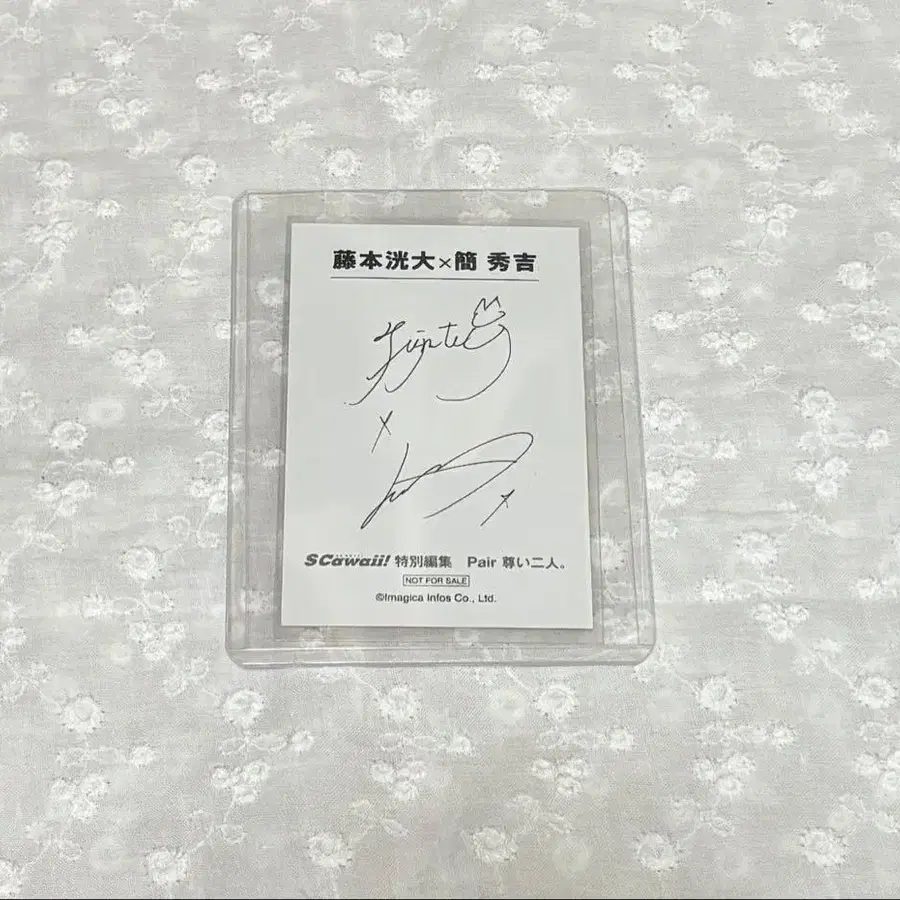 藤本洸大×簡 秀吉
S Cawaii! 特別編集 Pair 尊い二人。
NOT FOR SALE
©Imagica Infos Co., Ltd.